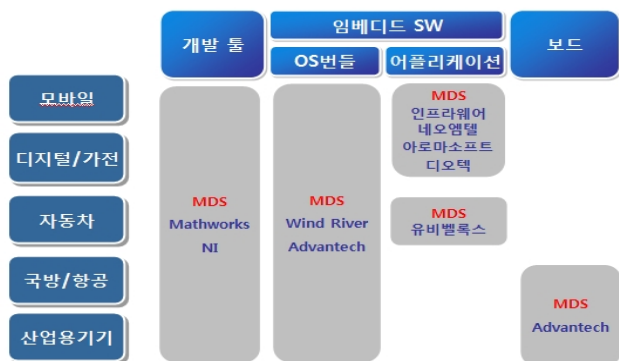 개발 툴
임베디드 SW
보드
OS번들
어플리케이션
모바일
디지털/가전
자동차
국방/항공
산업용기기
MDS
Mathworks
NI
MDS
Wind River
Advantech
MDS
인프라웨어
네오엠텔
아로마소프트
디오텍
MDS
유비벨록스
MDS
Advantech